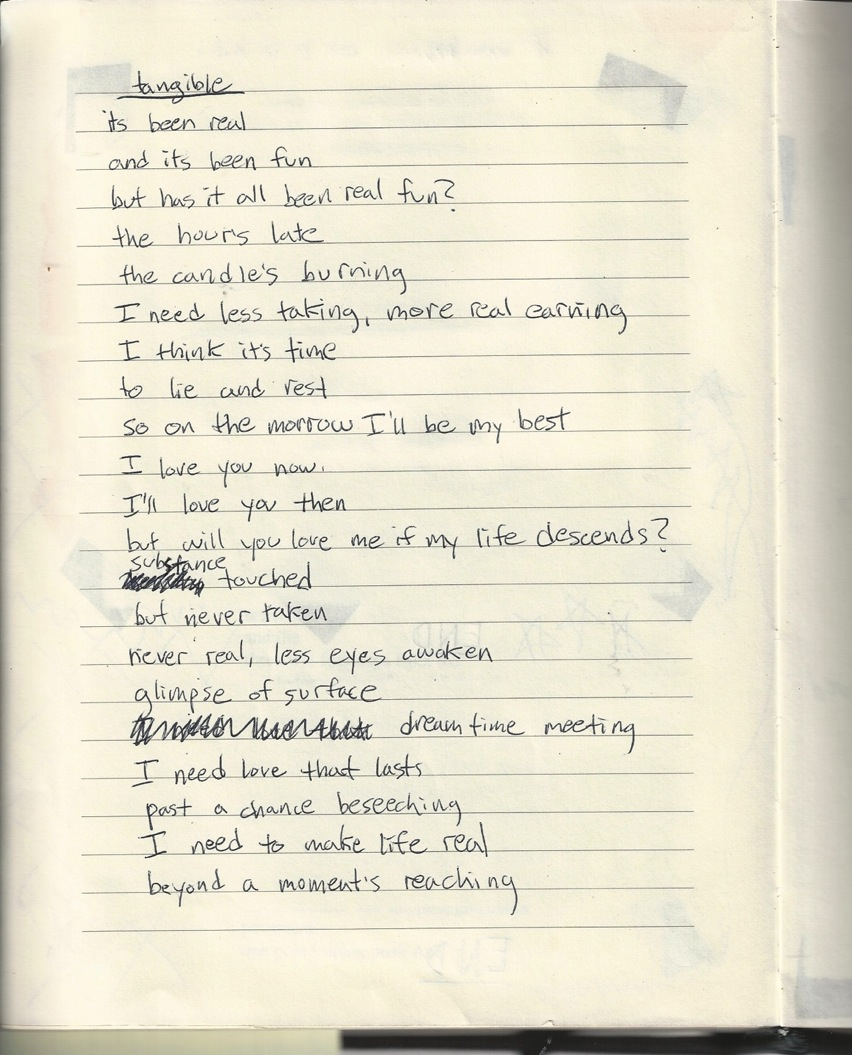 tangible
its been real
and its been fun
but has it all been real fun?
the hour's late
the candle's burning
I need less taking, more real earning
I think it's time
to lie and rest
so on the morrow I'll be my best
I love you now.
I'll love you then
but will you love me if my life descends?
substance
touched
but never taken
never real, less eyes awaken
glimpse of surface
dreamtime meeting
I need love that lasts
past a chance beseeching
I need to make life real
beyond a moment's reaching
END
END